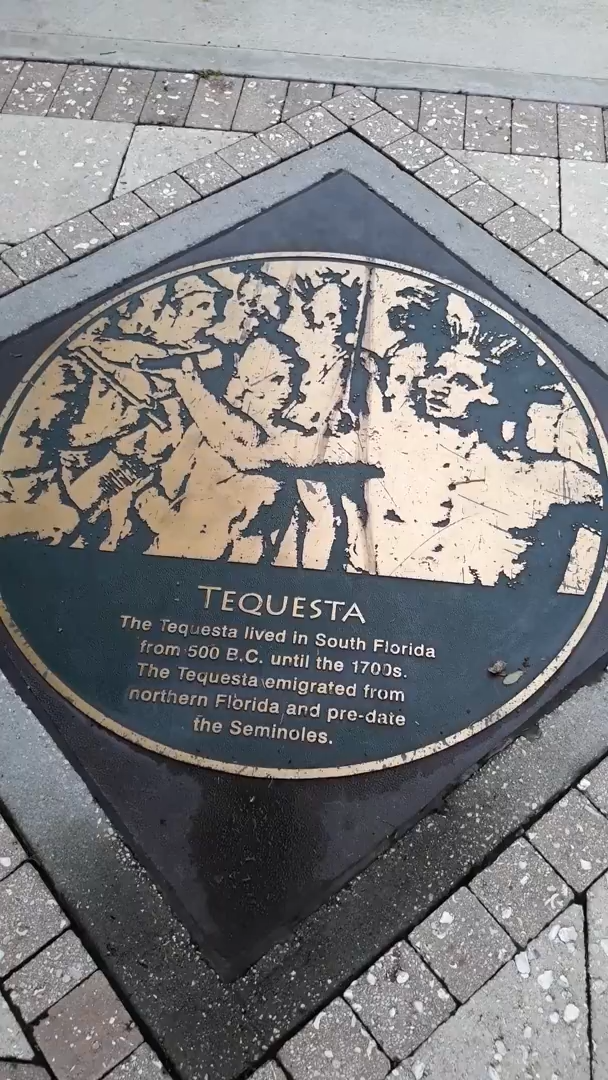 TEQUESTA
The Tequesta lived in South Florida
from 500 B.C. until the 1700s.
The Tequesta emigrated from
northern Florida and pre-date
the Seminoles.